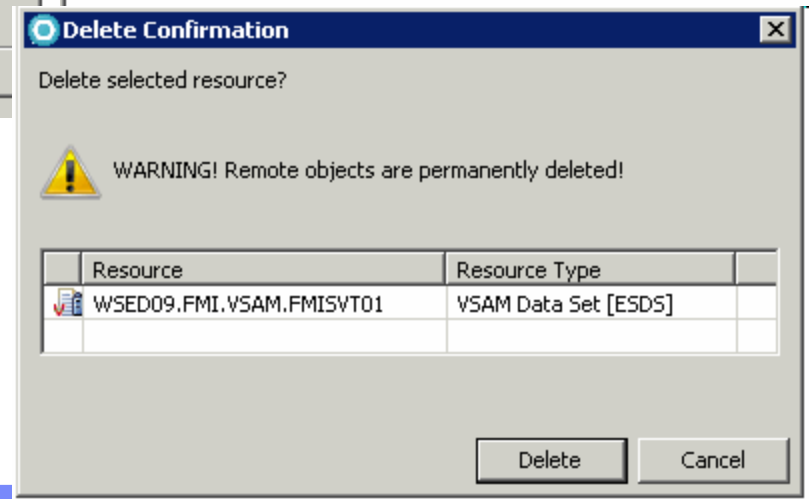 Delete Confirmation
Delete selected resource?
WARNING! Remote objects are permanently deleted!
Resource Resource Type
WSED09.FMI.VSAM.FMISVT01 VSAM Data Set [ESDS]
Delete Cancel